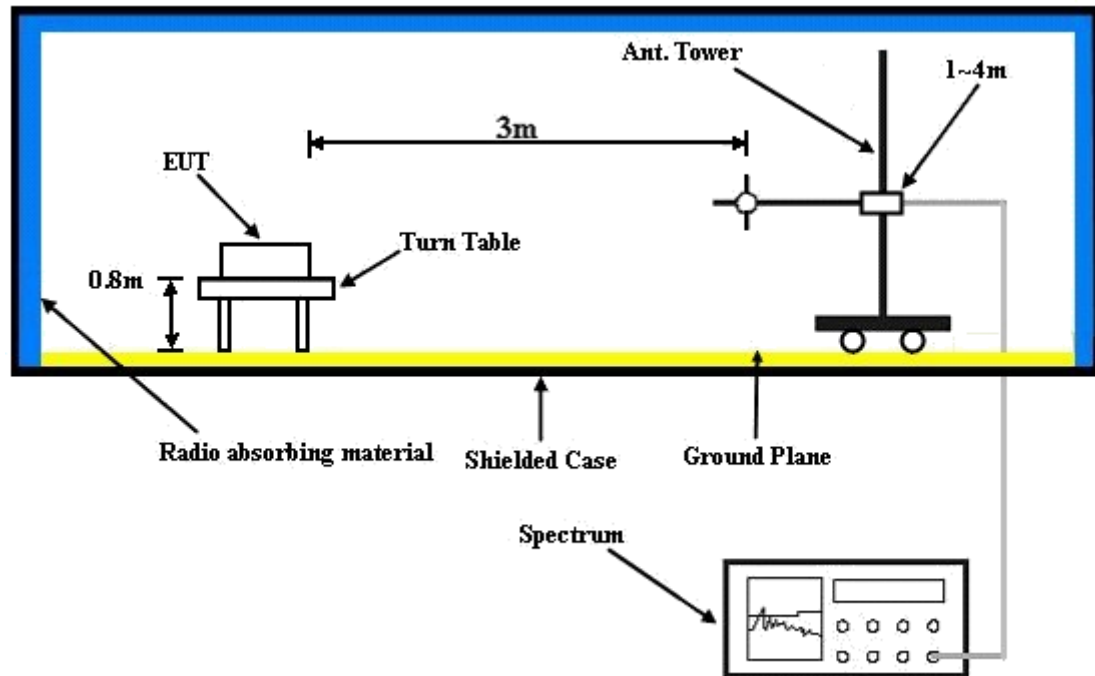 Ant. Tower
1~4m
3m
EUT
Turn Table
0.8m
Radio absorbing material
Shielded Case
Ground Plane
Spectrum